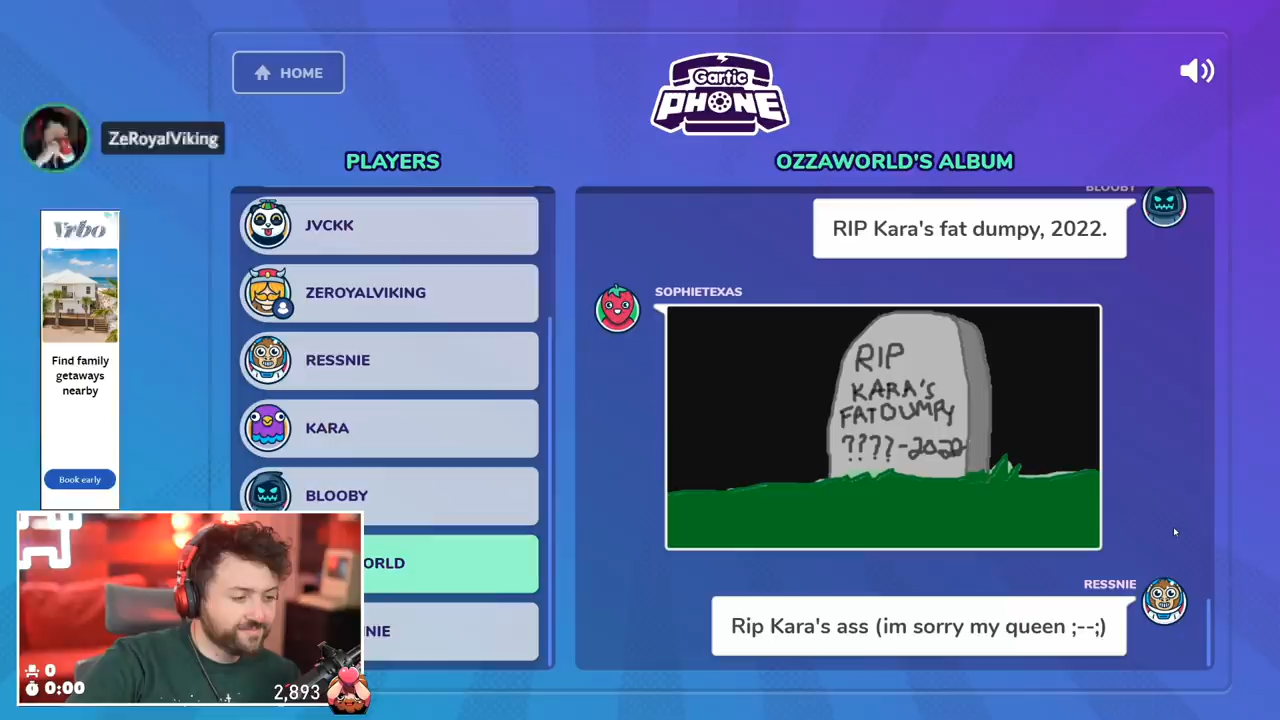 HOME
Gartic
PHONE
ZeRoyalViking
PLAYERS
OZZAWORLD'S ALBUM
JVCKK
ZEROYALVIKING
RESSNIE
KARA
BLOOBY
ORLD
NIE
Vrbo
Find family
getaways
nearby
Book early
BLOOBY
RIP Kara's fat dumpy, 2022.
SOPHIETEXAS
RIP
KARA'S
FAT DUMPY
????-2022
RESSNIE
Rip Kara's ass (im sorry my queen ;--;)
0
0:00
2,893